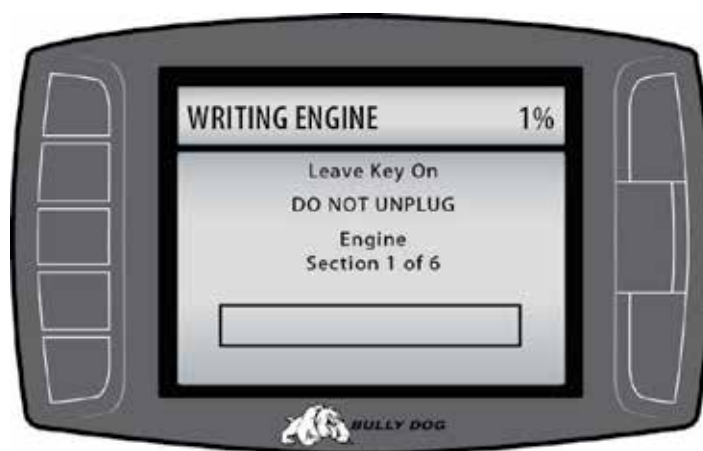 WRITING ENGINE 1%
Leave Key On
DO NOT UNPLUG
Engine
Section 1 of 6
BULLY DOG